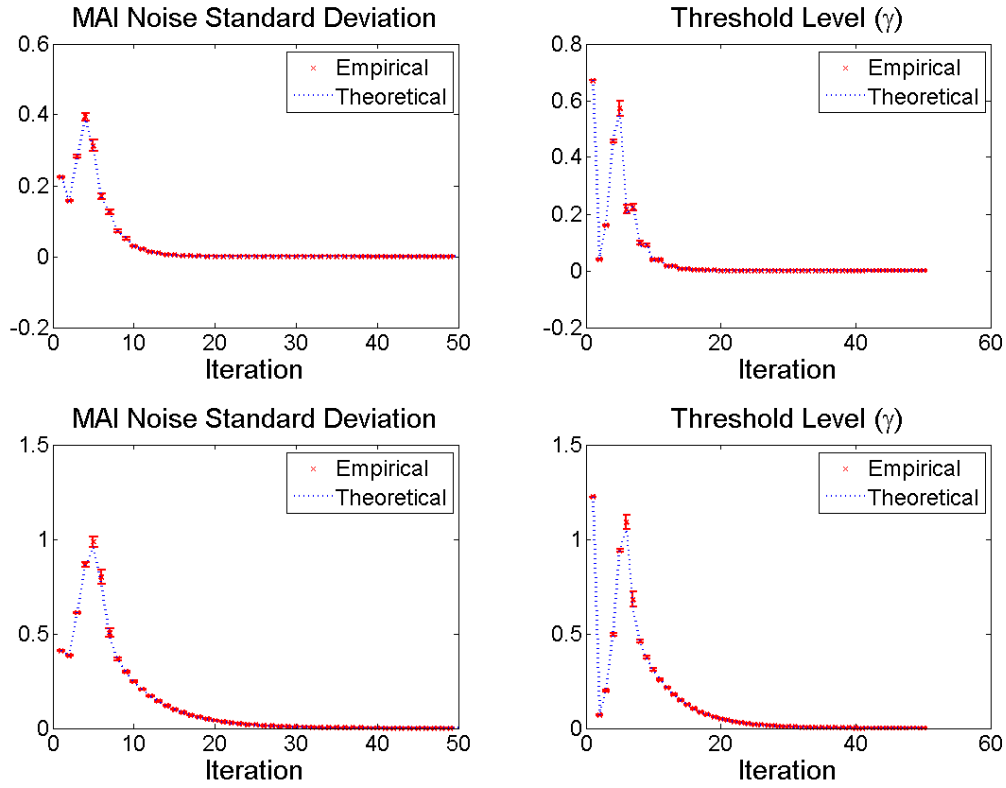 MAI Noise Standard Deviation
0.6
0.4
0.2
0
-0.2
0 10 20 30 40 50
Iteration
Empirical
Theoretical
Threshold Level (γ)
0.8
0.6
0.4
0.2
0
-0.2
0 20 40 60
Iteration
Empirical
Theoretical
MAI Noise Standard Deviation
1.5
1
0.5
0
0 10 20 30 40 50
Iteration
Empirical
Theoretical
Threshold Level (γ)
1.5
1
0.5
0
0 20 40 60
Iteration
Empirical
Theoretical